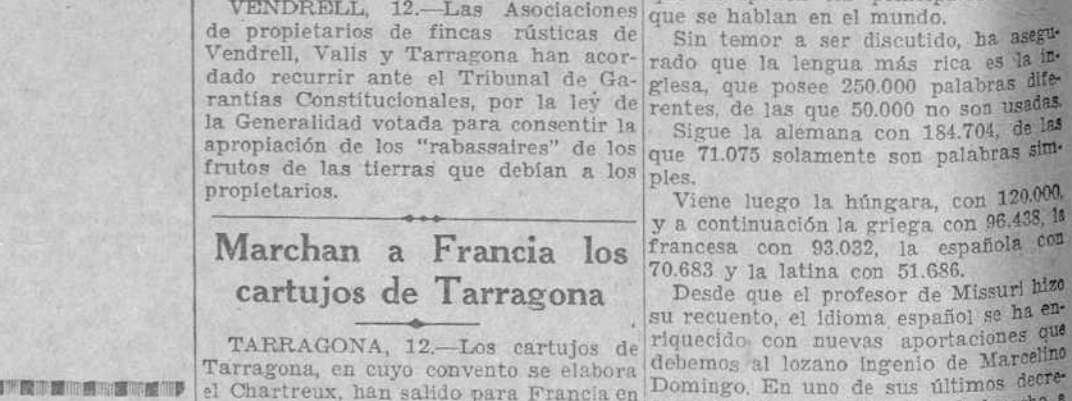 VENDRELL, 12.—Las Asociaciones
de propietarios de fincas rústicas de
Vendrell, Valls y Tarragona han acor-
dado recurrir ante el Tribunal de Ga-
rantías Constitucionales, por la ley de
la Generalidad votada para consentir la
apropiación de los "rabassaires" de los
frutos de las tierras que debían a los
propietarios.
Marchan a Francia los
cartujos de Tarragona
TARRAGONA, 12.—Los cartujos de
Tarragona, en cuyo convento se elabora
el Chartreux, han salido para Francia en
que se hablan en el mundo.
Sin temor a ser discutido, ha asegu-
rado que la lengua más rica es la in-
glesa, que posee 250.000 palabras dife-
rentes, de las que 50.000 no son usadas.
Sigue la alemana con 184.704, de las
que 71.075 solamente son palabras sim-
ples.
Viene luego la húngara, con 120.000,
y a continuación la griega con 96.438, la
francesa con 93.032, la española con
70.683 y la latina con 51.686.
Desde que el profesor de Missuri hizo
su recuento, el idioma español se ha en-
riquecido con nuevas aportaciones que
debemos al lozano ingenio de Marcelino
Domingo. En uno de sus últimos decre-